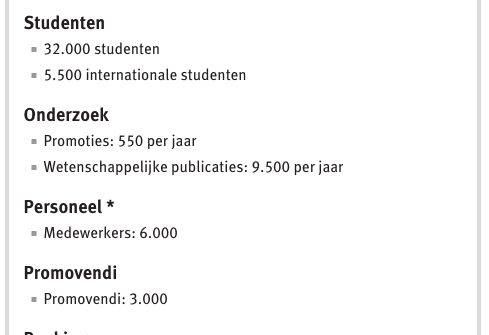 Studenten
32.000 studenten
5.500 internationale studenten
Onderzoek
Promoties: 550 per jaar
Wetenschappelijke publicaties: 9.500 per jaar
Personeel *
Medewerkers: 6.000
Promovendi
Promovendi: 3.000